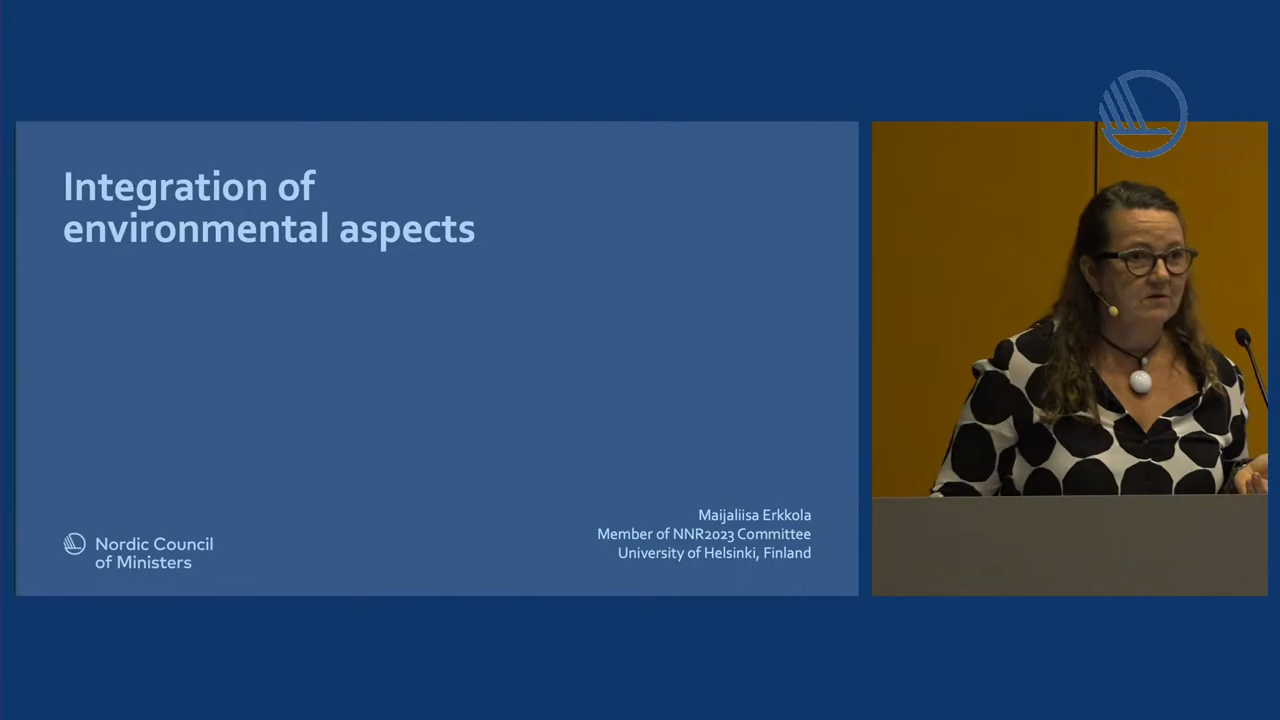 Integration of
environmental aspects
Maijaliisa Erkkola
Member of NNR2023 Committee
University of Helsinki, Finland
Nordic Council
of Ministers